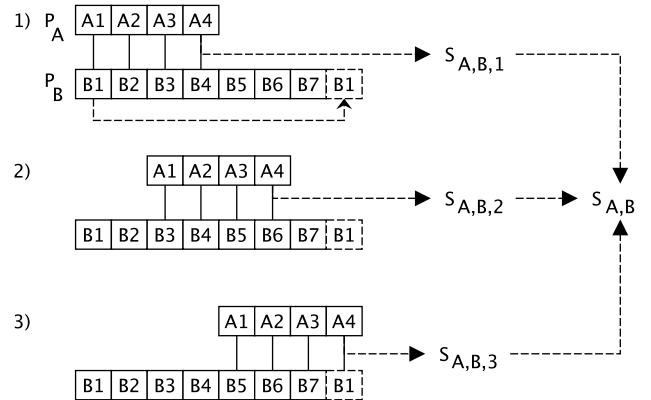 1) P_A A1 A2 A3 A4
S_A,B,1
P_B B1 B2 B3 B4 B5 B6 B7 B1
2) A1 A2 A3 A4
S_A,B,2 S_A,B
B1 B2 B3 B4 B5 B6 B7 B1
3) A1 A2 A3 A4
S_A,B,3
B1 B2 B3 B4 B5 B6 B7 B1